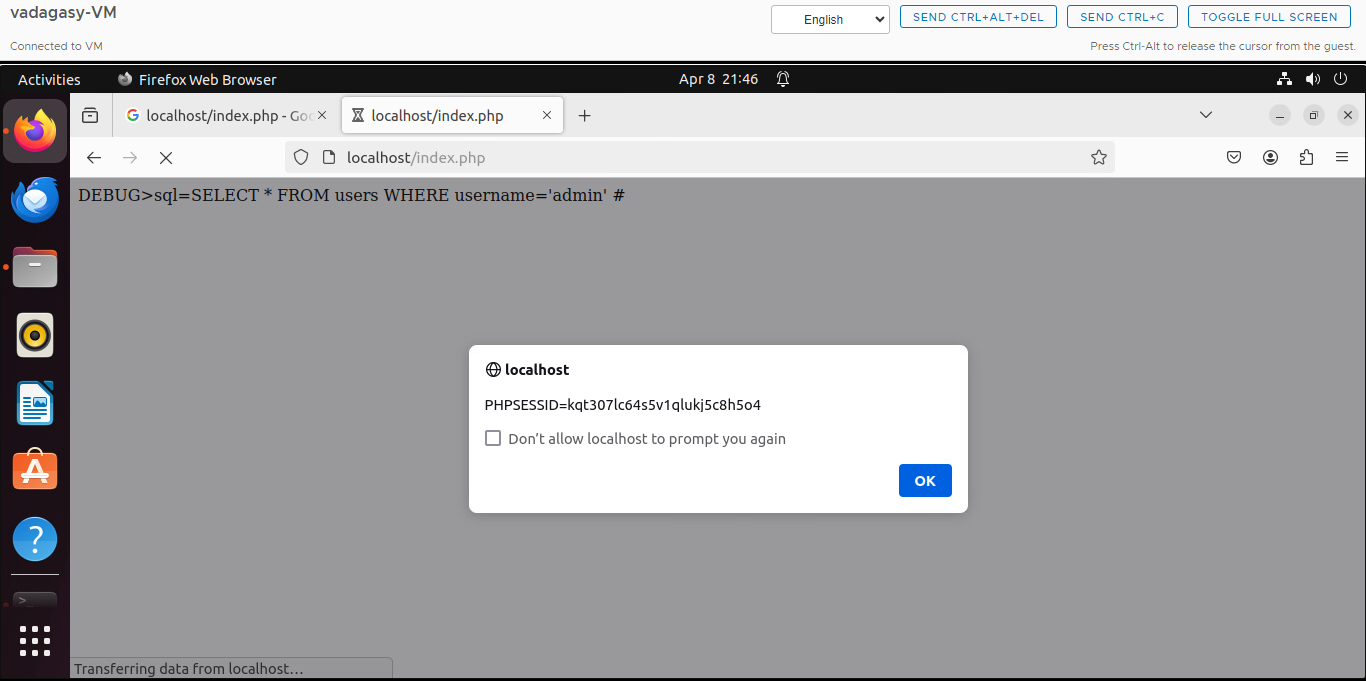 vadagasy-VM
English
SEND CTRL+ALT+DEL
SEND CTRL+C
TOGGLE FULL SCREEN
Connected to VM
Press Ctrl-Alt to release the cursor from the guest.
Activities
Firefox Web Browser
Apr 8 21:46
localhost/index.php - Goo
localhost/index.php
localhost/index.php
DEBUG>sql=SELECT * FROM users WHERE username='admin' #
localhost
PHPSESSID=kqt307lc64s5v1qlukj5c8h5o4
Don't allow localhost to prompt you again
OK
Transferring data from localhost…